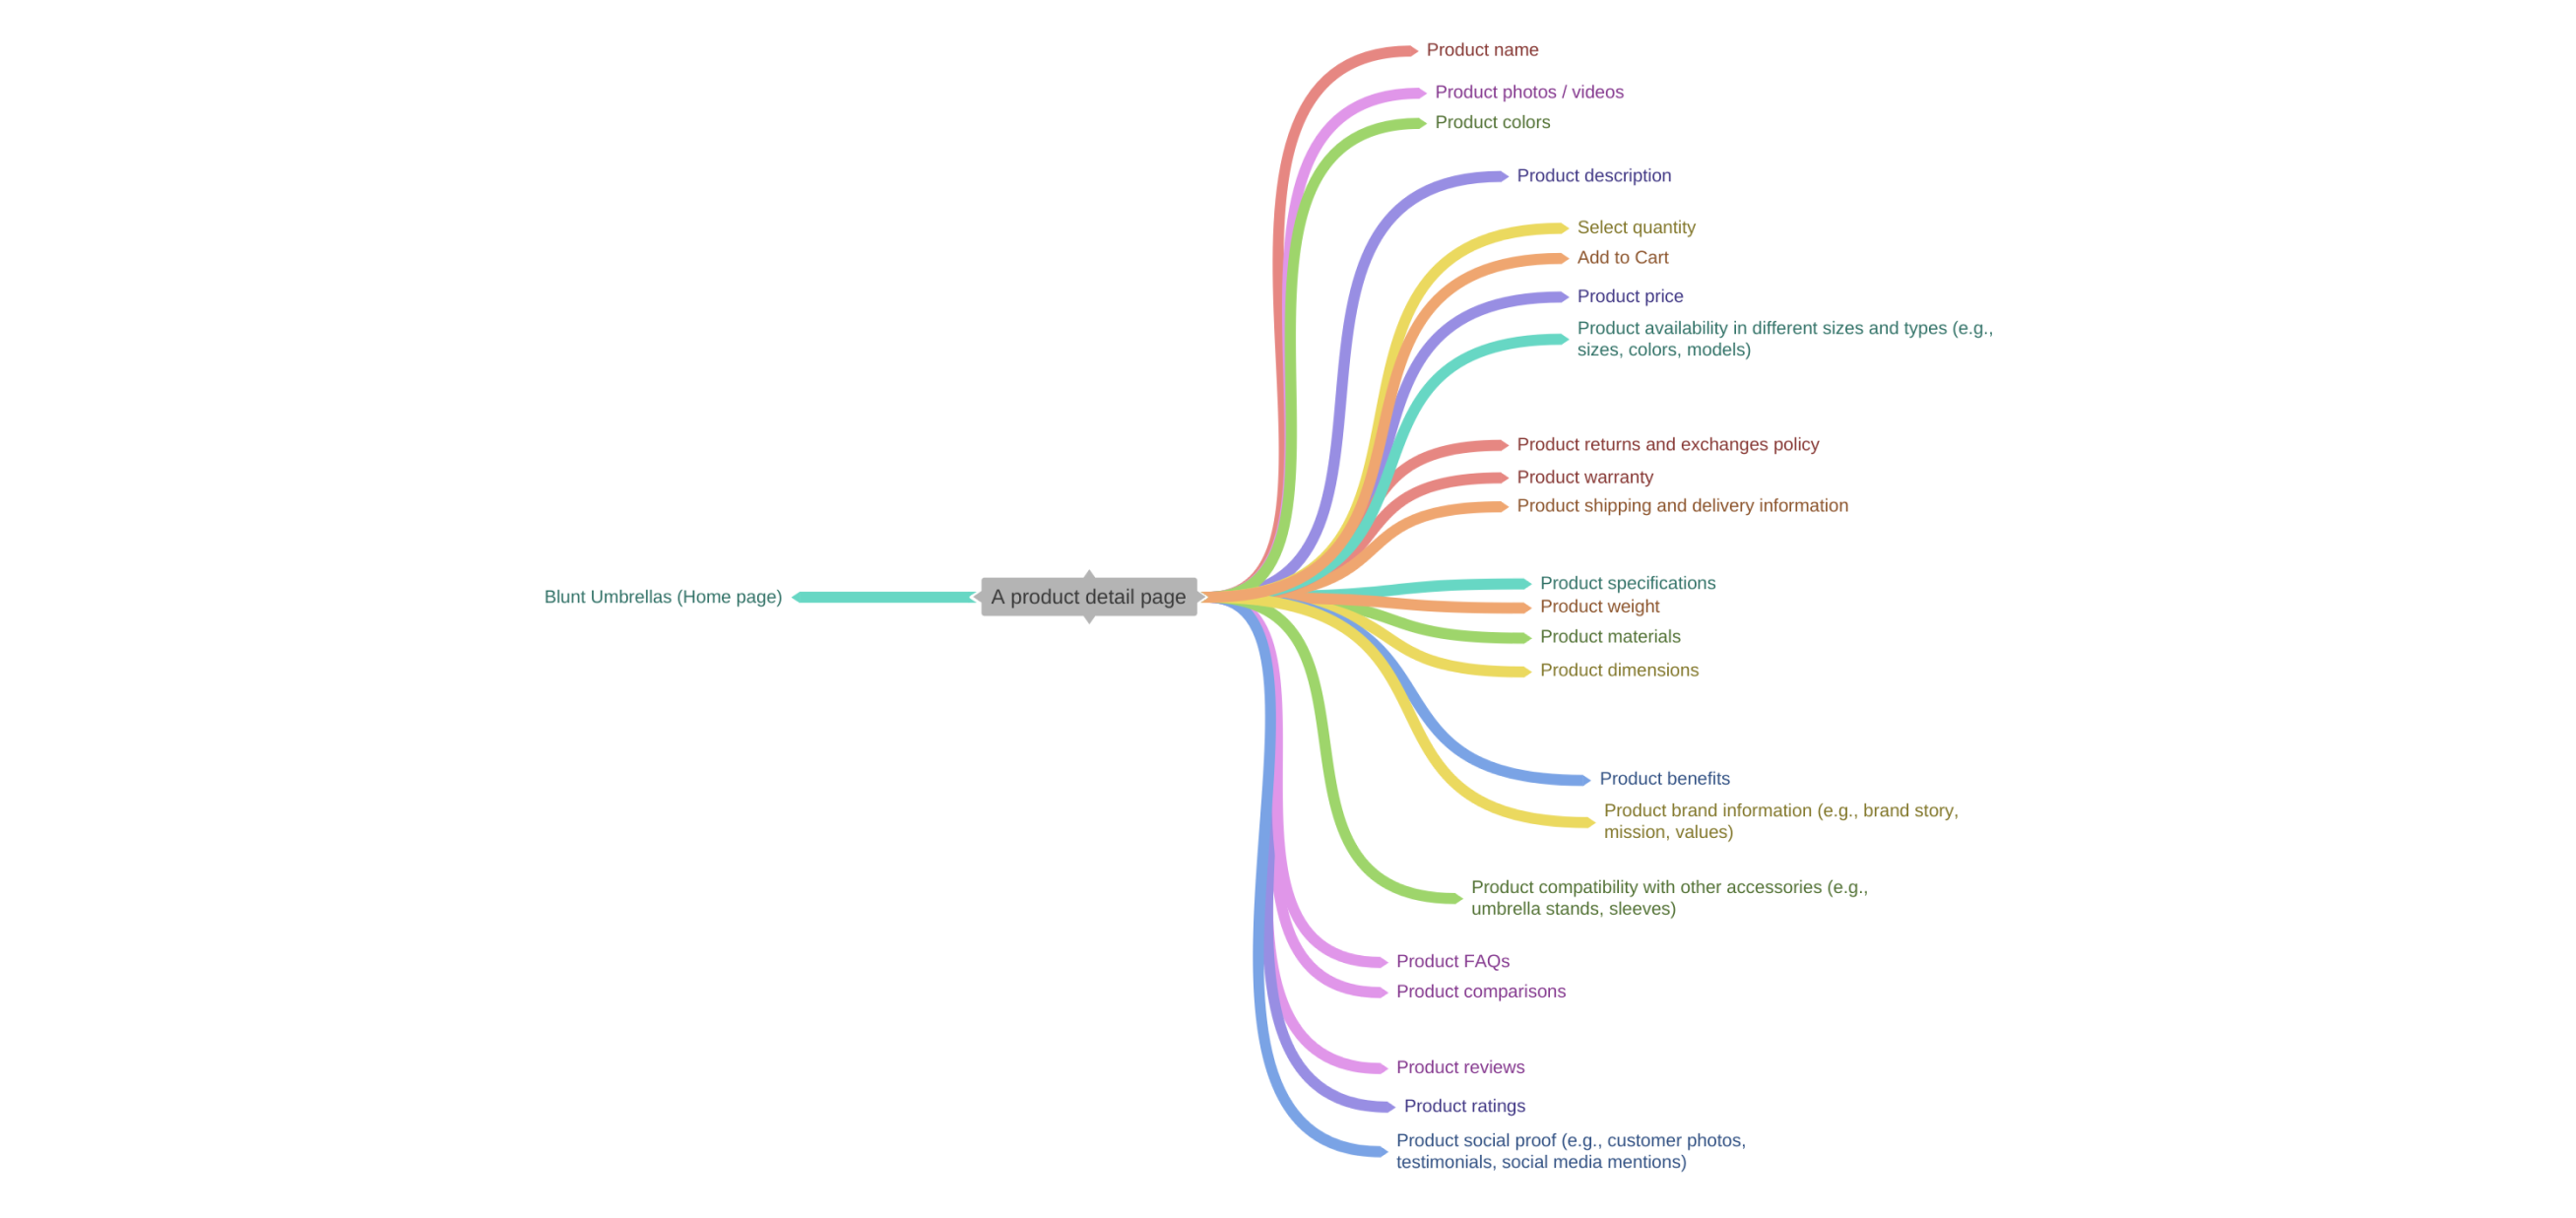 Product name
Product photos / videos
Product colors
Product description
Select quantity
Add to Cart
Product price
Product availability in different sizes and types (e.g.,
sizes, colors, models)
Product returns and exchanges policy
Product warranty
Product shipping and delivery information
Blunt Umbrellas (Home page)
A product detail page
Product specifications
Product weight
Product materials
Product dimensions
Product benefits
Product brand information (e.g., brand story,
mission, values)
Product compatibility with other accessories (e.g.,
umbrella stands, sleeves)
Product FAQs
Product comparisons
Product reviews
Product ratings
Product social proof (e.g., customer photos,
testimonials, social media mentions)